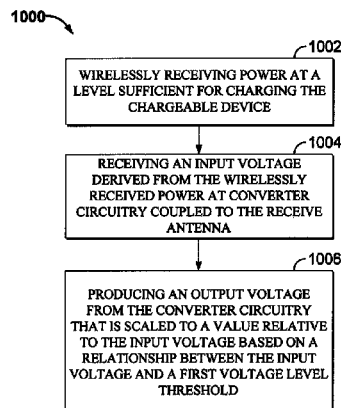 1000
1002
WIRELESSLY RECEIVING POWER AT A
LEVEL SUFFICIENT FOR CHARGING THE
CHARGEABLE DEVICE
1004
RECEIVING AN INPUT VOLTAGE
DERIVED FROM THE WIRELESSLY
RECEIVED POWER AT CONVERTER
CIRCUITRY COUPLED TO THE RECEIVE
ANTENNA
1006
PRODUCING AN OUTPUT VOLTAGE
FROM THE CONVERTER CIRCUITRY
THAT IS SCALED TO A VALUE RELATIVE
TO THE INPUT VOLTAGE BASED ON A
RELATIONSHIP BETWEEN THE INPUT
VOLTAGE AND A FIRST VOLTAGE LEVEL
THRESHOLD